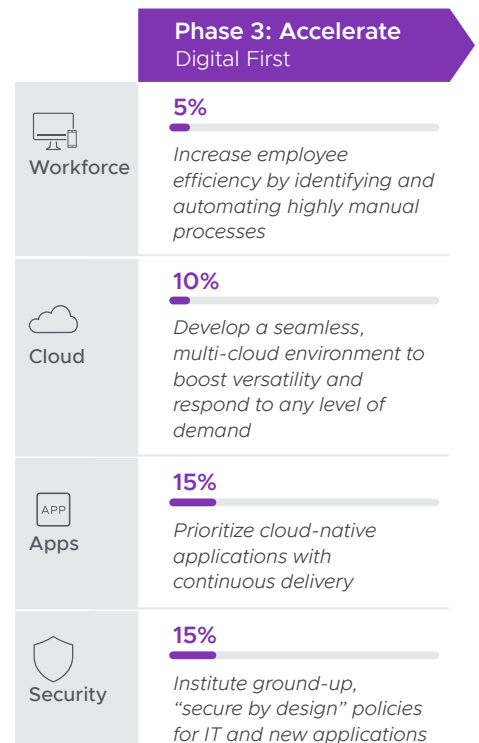 Phase 3: Accelerate
Digital First
Workforce
5%
Increase employee
efficiency by identifying and
automating highly manual
processes
Cloud
10%
Develop a seamless,
multi-cloud environment to
boost versatility and
respond to any level of
demand
APP
Apps
15%
Prioritize cloud-native
applications with
continuous delivery
Security
15%
Institute ground-up,
“secure by design” policies
for IT and new applications